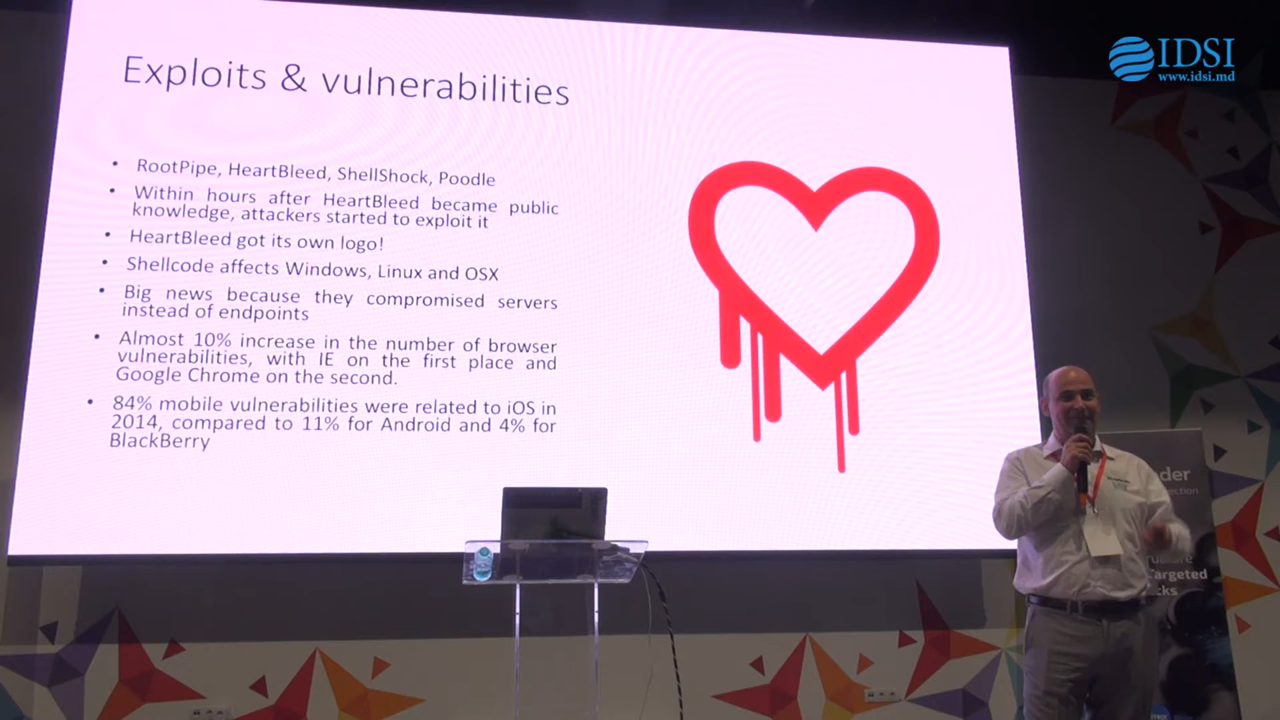 IDSI
www.idsi.md
Exploits & vulnerabilities
• RootPipe, HeartBleed, ShellShock, Poodle
• Within hours after HeartBleed became public
knowledge, attackers started to exploit it
• HeartBleed got its own logo!
• Shellcode affects Windows, Linux and OSX
• Big news because they compromised servers
instead of endpoints
• Almost 10% increase in the number of browser
vulnerabilities, with IE on the first place and
Google Chrome on the second.
• 84% mobile vulnerabilities were related to iOS in
2014, compared to 11% for Android and 4% for
BlackBerry